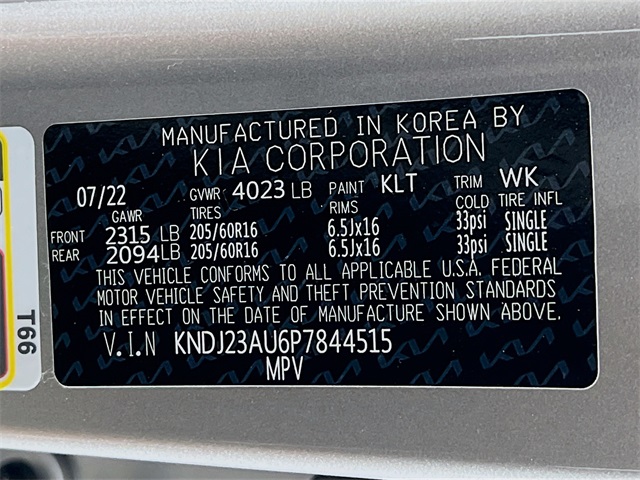 MANUFACTURED IN KOREA BY
KIA CORPORATION
07/22 GVWR 4023 LB PAINT KLT TRIM WK
GAWR TIRES RIMS COLD TIRE INFL
FRONT 2315 LB 205/60R16 6.5Jx16 33psi SINGLE
REAR 2094 LB 205/60R16 6.5Jx16 33psi SINGLE
THIS VEHICLE CONFORMS TO ALL APPLICABLE U.S.A. FEDERAL
MOTOR VEHICLE SAFETY AND THEFT PREVENTION STANDARDS
IN EFFECT ON THE DATE OF MANUFACTURE SHOWN ABOVE.
V.I.N KNDJ23AU6P7844515
MPV
T66